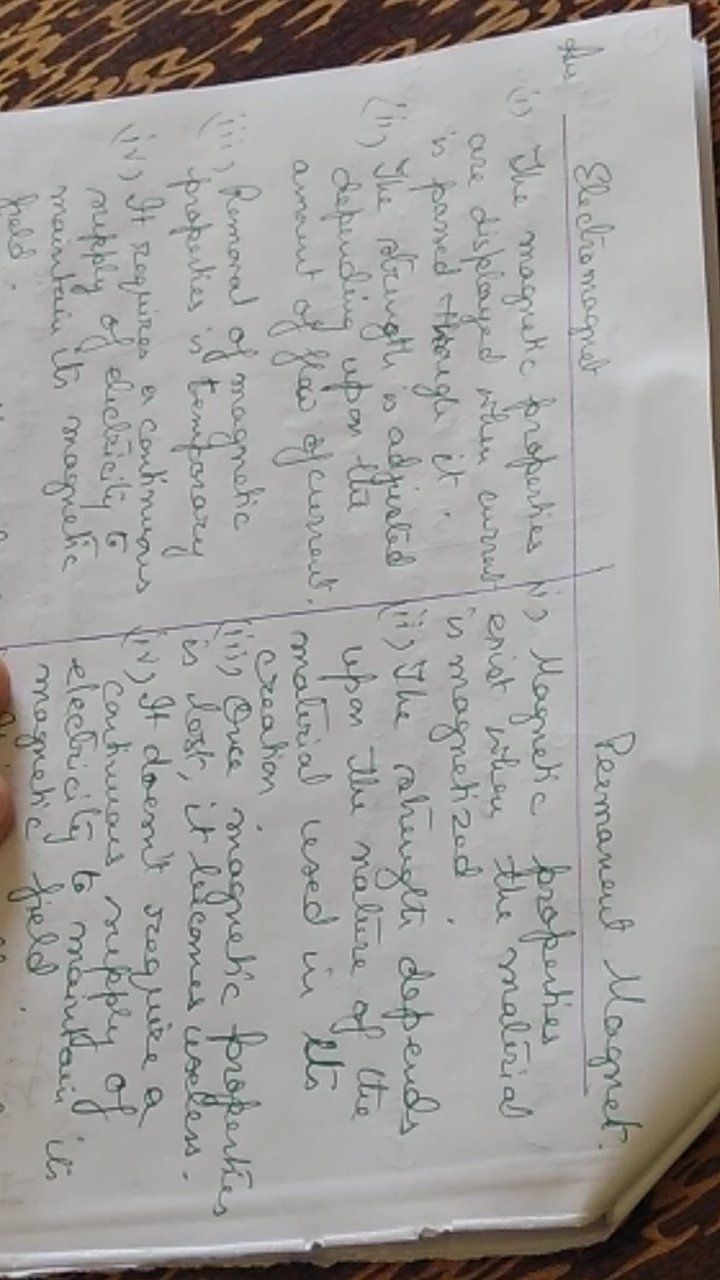 Ans
Electromagnet
(i) The magnetic properties
are displayed when current
is passed through it.
(ii) The strength is adjusted
depending upon the
amount of flow of current.
(iii) Removal of magnetic
properties is temporary
(iv) It requires a continuous
supply of electricity to
maintain its magnetic
field.
Permanent Magnet.
i) Magnetic properties
exist when the material
is magnetized.
(ii) The strength depends
upon the nature of the
material used in its
creation
(iii) Once magnetic properties
is lost, it becomes useless.
(iv) It doesn't require a
continuous supply of
electricity to maintain its
magnetic field